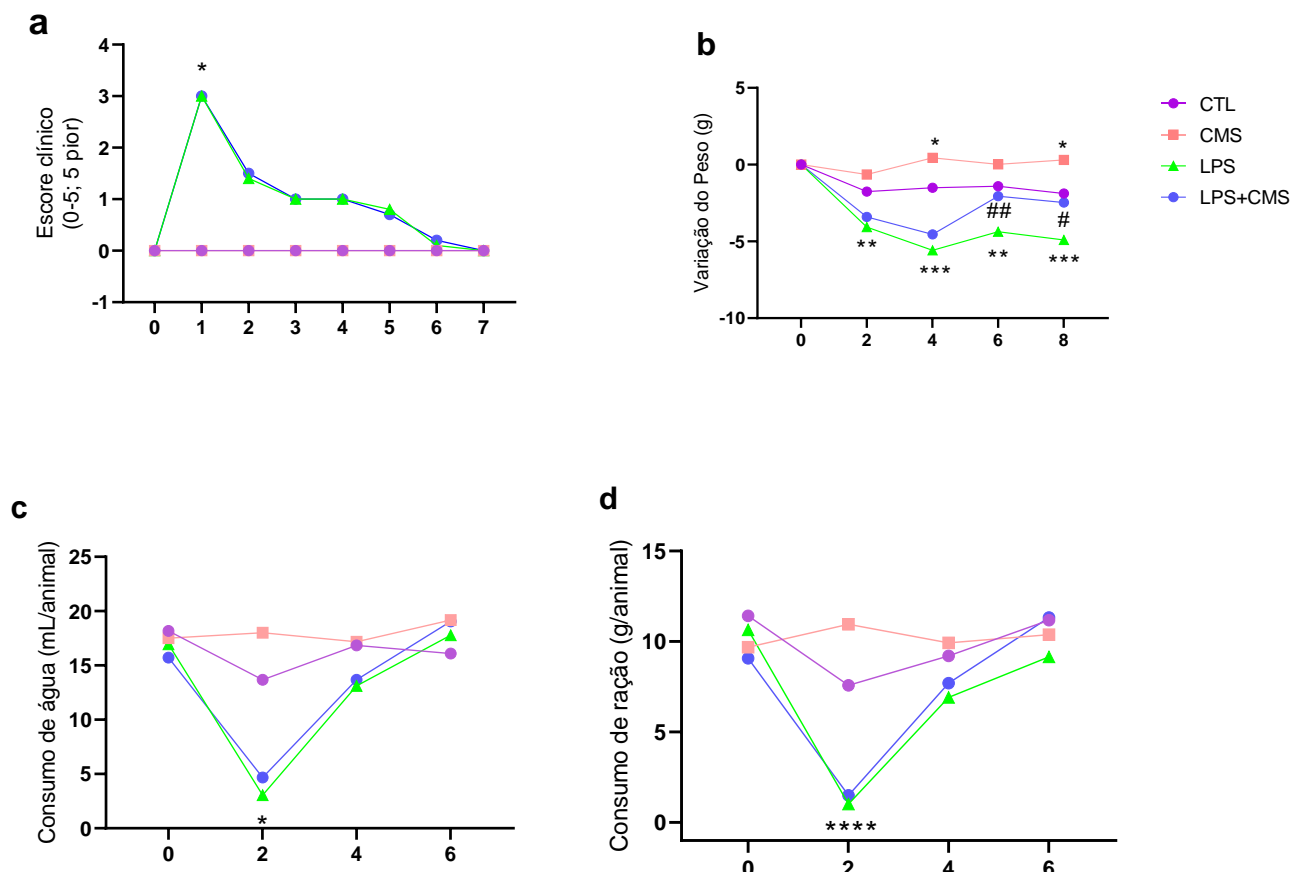 a
4
3
2
1
0
-1
Escore clínico
(0-5; 5 pior)
*
0 1 2 3 4 5 6 7
b
5
0
-5
-10
Variação do Peso (g)
* *
## #
** *** ** ***
0 2 4 6 8
CTL
CMS
LPS
LPS+CMS
c
25
20
15
10
5
0
Consumo de água (mL/animal)
*
0 2 4 6
d
15
10
5
0
Consumo de ração (g/animal)
****
0 2 4 6